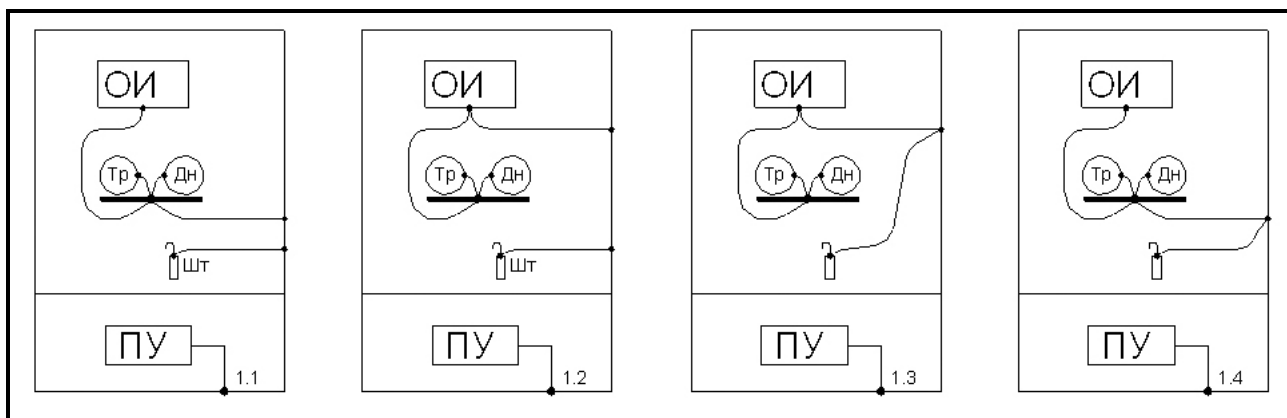 ОИ ОИ ОИ ОИ
Тр Дн Тр Дн Тр Дн Тр Дн
Шт Шт
ПУ ПУ ПУ ПУ
1.1 1.2 1.3 1.4